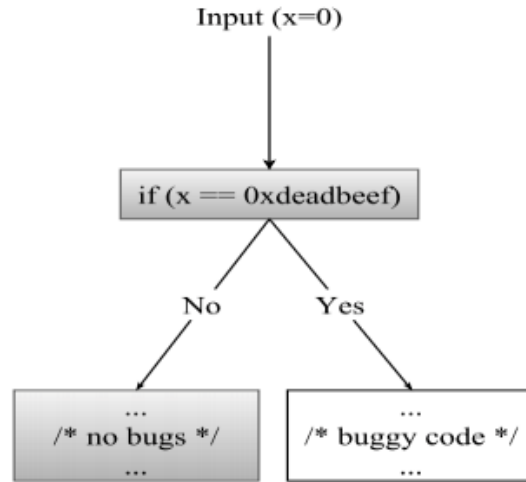 Input (x=0)
if (x == 0xdeadbeef)
No
Yes
...
/* no bugs */
...
...
/* buggy code */
...